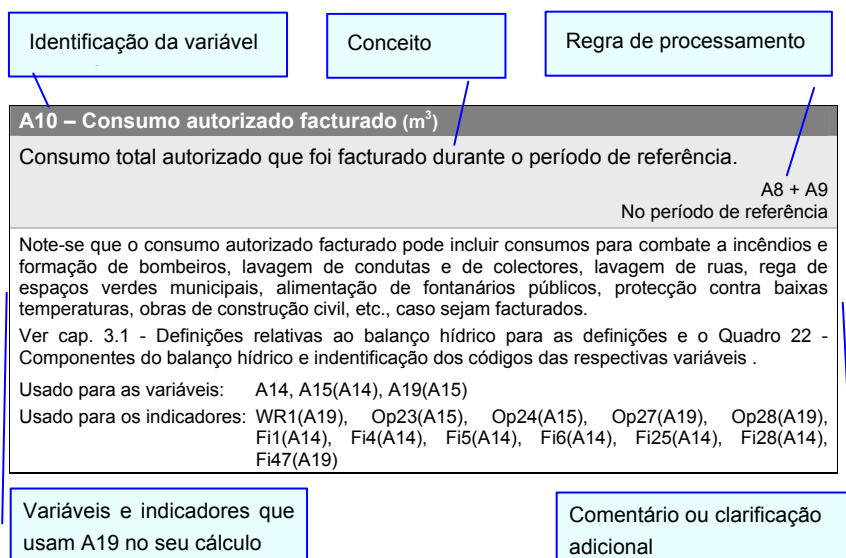 Identificação da variável
Conceito
Regra de processamento
A10 – Consumo autorizado facturado (m³)
Consumo total autorizado que foi facturado durante o período de referência.
A8 + A9
No período de referência
Note-se que o consumo autorizado facturado pode incluir consumos para combate a incêndios e
formação de bombeiros, lavagem de condutas e de colectores, lavagem de ruas, rega de
espaços verdes municipais, alimentação de fontanários públicos, protecção contra baixas
temperaturas, obras de construção civil, etc., caso sejam facturados.
Ver cap. 3.1 - Definições relativas ao balanço hídrico para as definições e o Quadro 22 -
Componentes do balanço hídrico e indentificação dos códigos das respectivas variáveis .
Usado para as variáveis: A14, A15(A14), A19(A15)
Usado para os indicadores: WR1(A19), Op23(A15), Op24(A15), Op27(A19), Op28(A19),
Fi1(A14), Fi4(A14), Fi5(A14), Fi6(A14), Fi25(A14), Fi28(A14),
Fi47(A19)
Variáveis e indicadores que
usam A19 no seu cálculo
Comentário ou clarificação
adicional